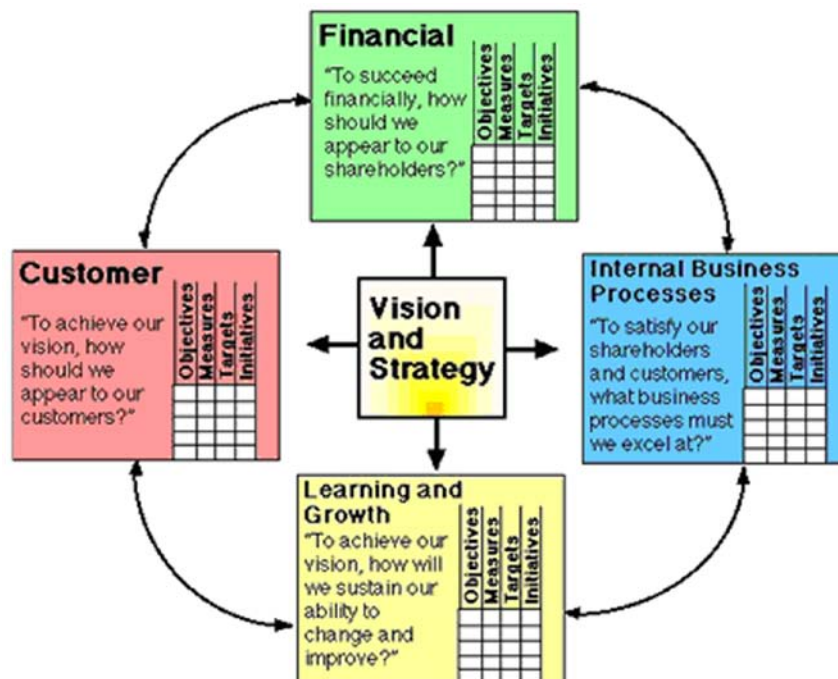 Financial
“To succeed
financially, how
should we
appear to our
shareholders?”
Objectives
Measures
Targets
Initiatives
Customer
“To achieve our
vision, how
should we
appear to our
customers?”
Objectives
Measures
Targets
Initiatives
Vision
and
Strategy
Internal Business
Processes
“To satisfy our
shareholders
and customers,
what business
processes must
we excel at?”
Objectives
Measures
Targets
Initiatives
Learning and
Growth
“To achieve our
vision, how will
we sustain our
ability to
change and
improve?”
Objectives
Measures
Targets
Initiatives